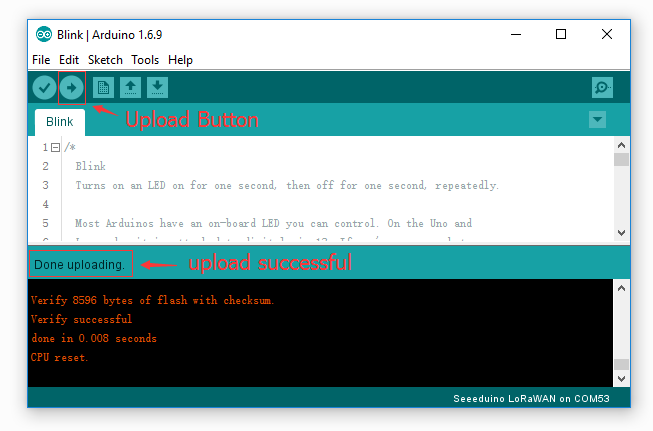 Blink | Arduino 1.6.9
File Edit Sketch Tools Help
Upload Button
Blink
1 /*
2 Blink
3 Turns on an LED on for one second, then off for one second, repeatedly.
4
5 Most Arduinos have an on-board LED you can control. On the Uno and
Done uploading.
upload successful
Verify 8596 bytes of flash with checksum.
Verify successful
done in 0.008 seconds
CPU reset.
Seeeduino LoRaWAN on COM53